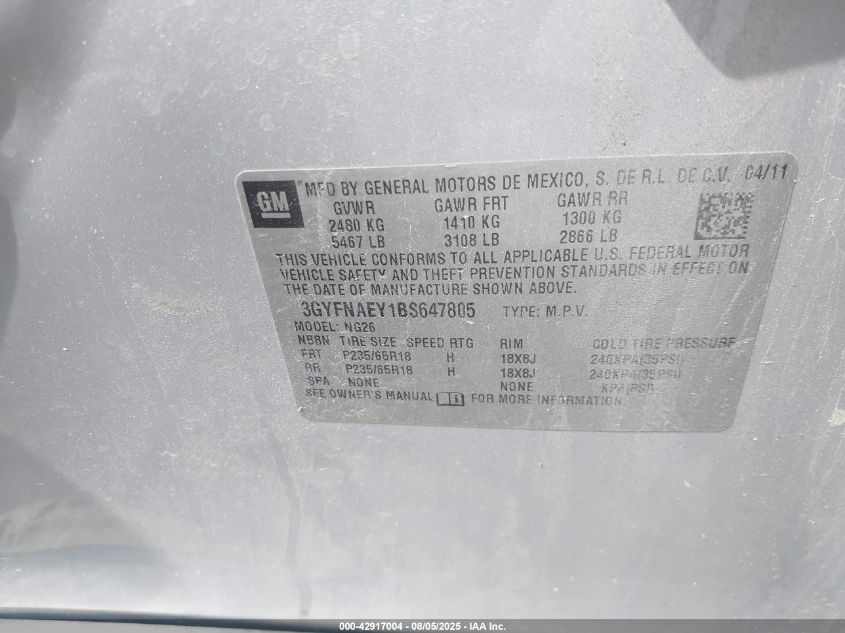 GM
MFD BY GENERAL MOTORS DE MEXICO, S. DE R.L. DE C.V. 04/11
GVWR GAWR FRT GAWR RR
2480 KG 1410 KG 1300 KG
5467 LB 3108 LB 2866 LB
THIS VEHICLE CONFORMS TO ALL APPLICABLE U.S. FEDERAL MOTOR
VEHICLE SAFETY AND THEFT PREVENTION STANDARDS IN EFFECT ON
THE DATE OF MANUFACTURE SHOWN ABOVE.
3GYFNAEY1BS647805 TYPE: M.P.V.
MODEL: NG26
NBRN TIRE SIZE SPEED RTG RIM COLD TIRE PRESSURE
FRT P235/65R18 H 18X8J 240KPA(35PSI)
RR P235/65R18 H 18X8J 240KPA(35PSI)
SPA NONE NONE KPA(PSI)
SEE OWNER'S MANUAL FOR MORE INFORMATION.
000-42917004 - 08/05/2025 - IAA Inc.